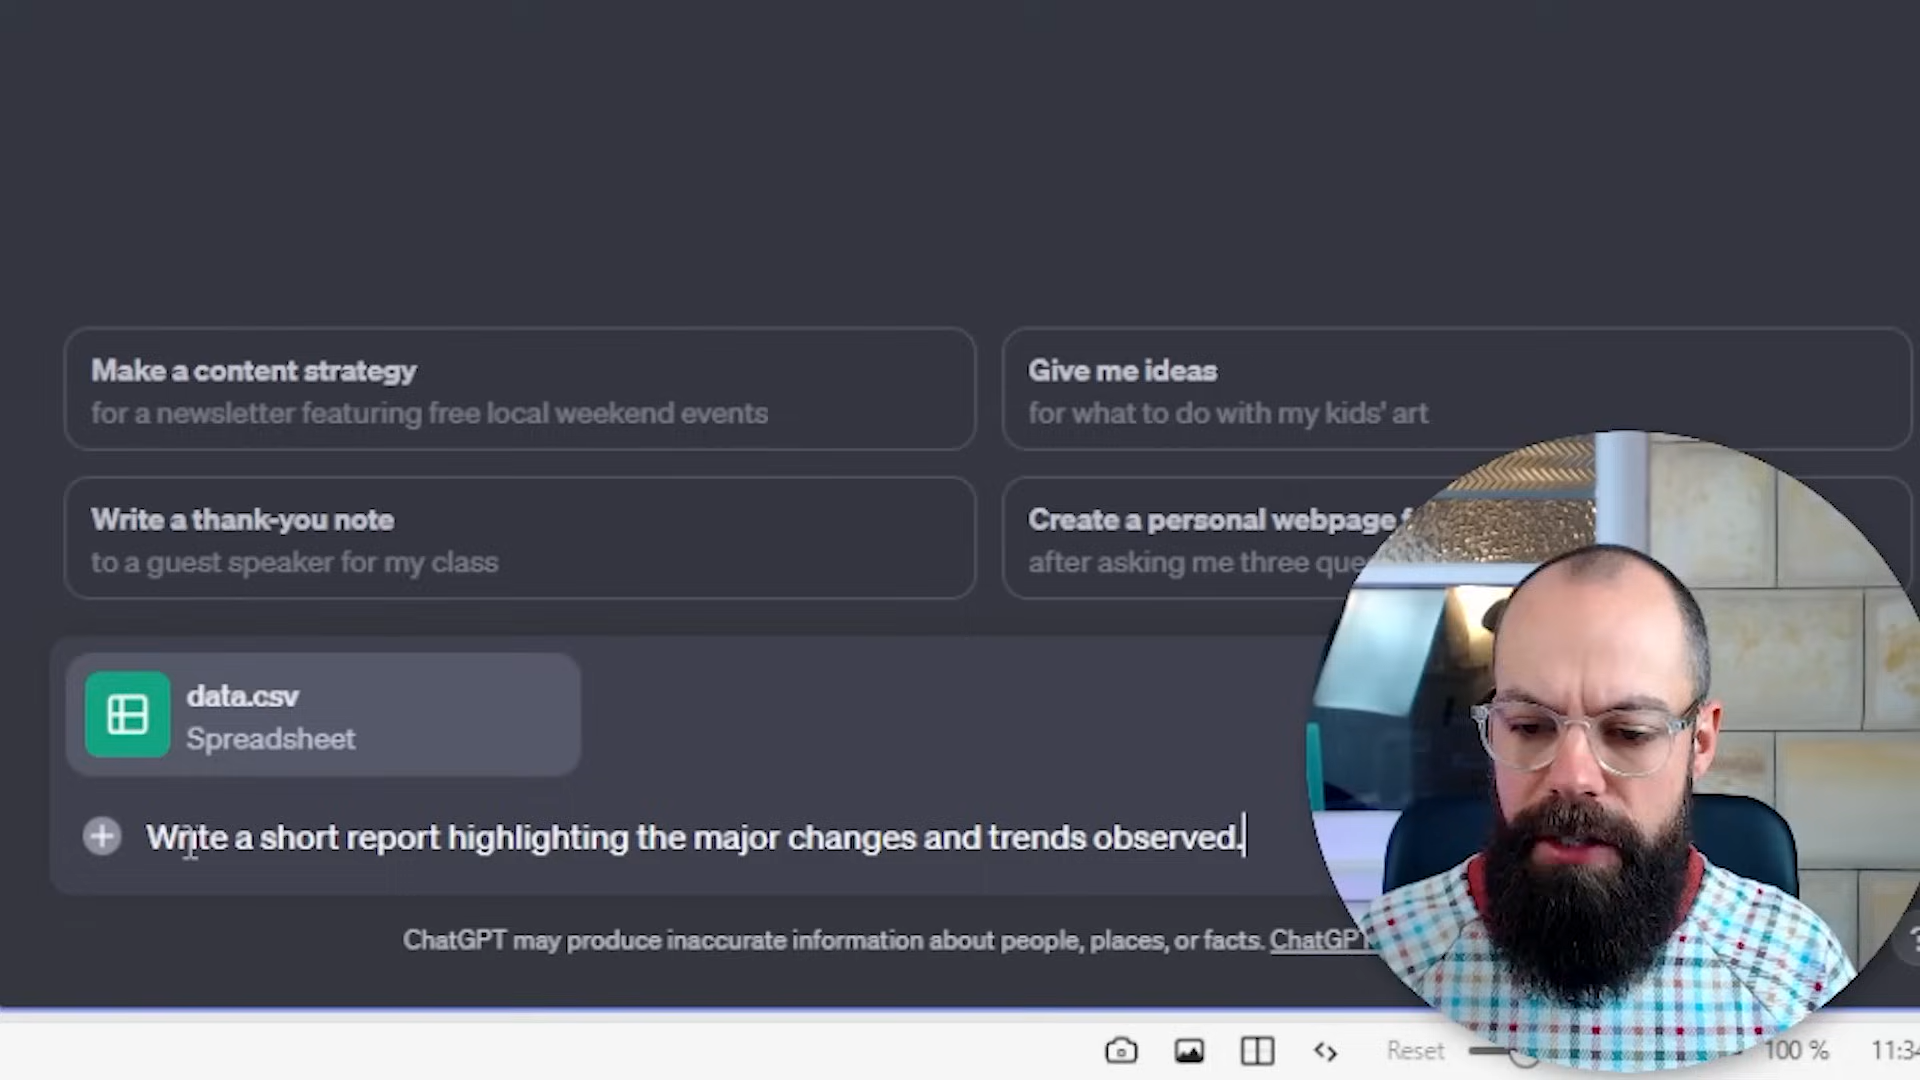 Make a content strategy
for a newsletter featuring free local weekend events
Give me ideas
for what to do with my kids' art
Write a thank-you note
to a guest speaker for my class
Create a personal webpage
after asking me three
data.csv
Spreadsheet
Write a short report highlighting the major changes and trends observed.
ChatGPT may produce inaccurate information about people, places, or facts. ChatGPT
?
Reset
100 %
11:34